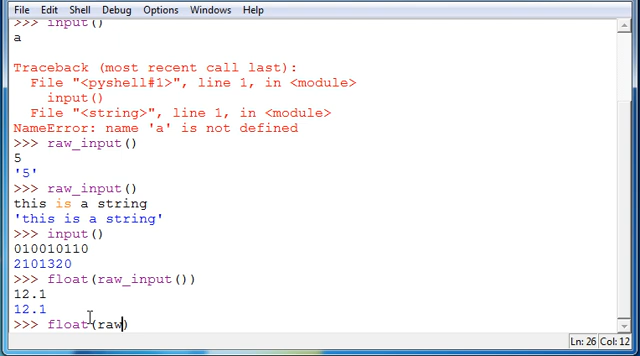 File Edit Shell Debug Options Windows Help
>>> input()
a
Traceback (most recent call last):
  File "<pyshell#1>", line 1, in <module>
    input()
  File "<string>", line 1, in <module>
NameError: name 'a' is not defined
>>> raw_input()
5
'5'
>>> raw_input()
this is a string
'this is a string'
>>> input()
010010110
2101320
>>> float(raw_input())
12.1
12.1
>>> float(raw)
Ln: 26 Col: 12